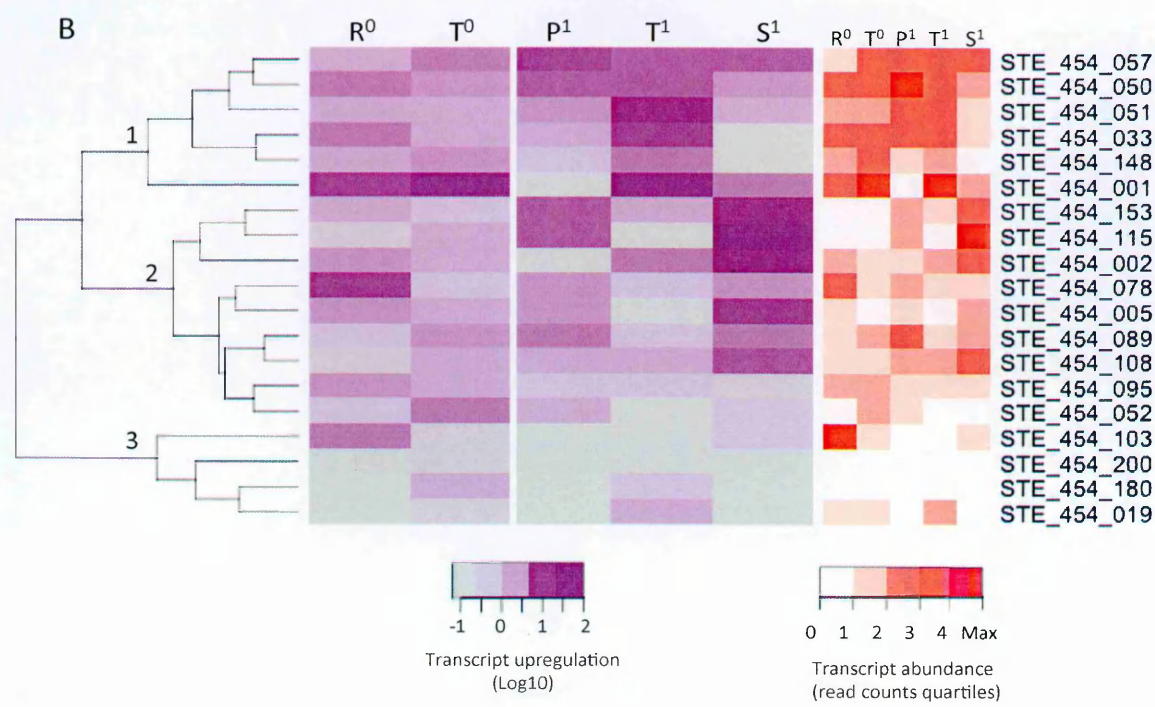 B
R⁰ T⁰ P¹ T¹ S¹
R⁰ T⁰ P¹ T¹ S¹
STE_454_057
STE_454_050
STE_454_051
STE_454_033
STE_454_148
STE_454_001
STE_454_153
STE_454_115
STE_454_002
STE_454_078
STE_454_005
STE_454_089
STE_454_108
STE_454_095
STE_454_052
STE_454_103
STE_454_200
STE_454_180
STE_454_019
1
2
3
-1 0 1 2
Transcript upregulation
(Log10)
0 1 2 3 4 Max
Transcript abundance
(read counts quartiles)